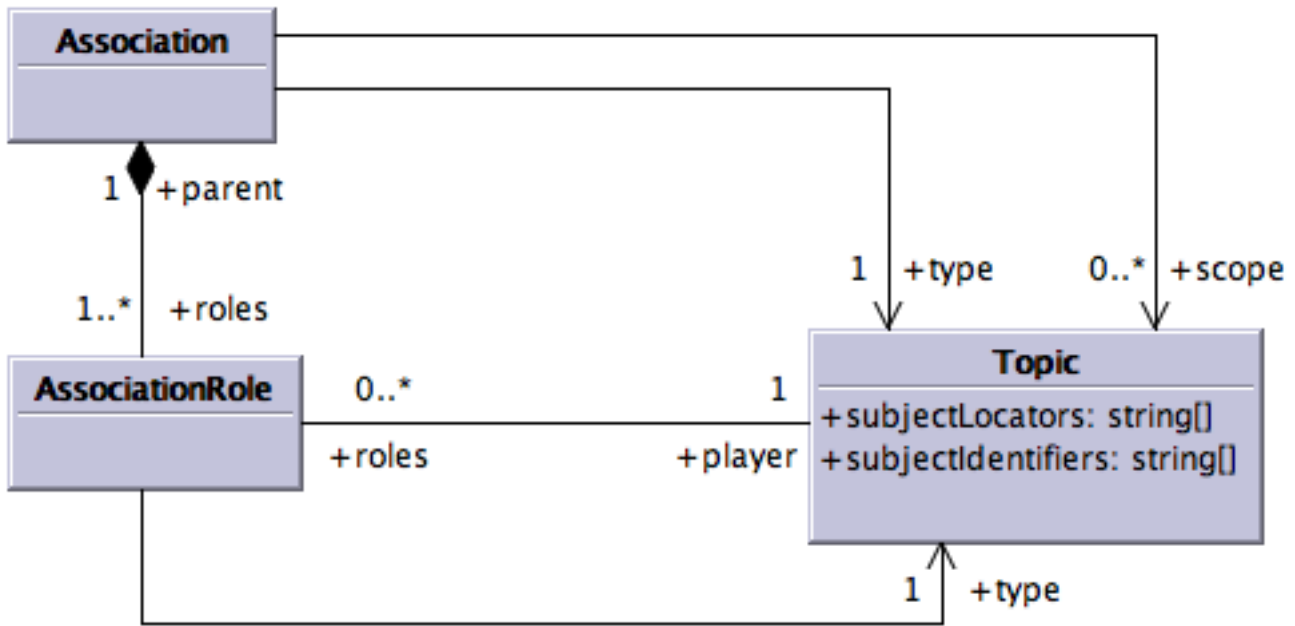 Association
1 +parent
1 +type 0..* +scope
1..* +roles
Topic
AssociationRole 0..* 1
+subjectLocators: string[]
+roles +player +subjectIdentifiers: string[]
1 +type